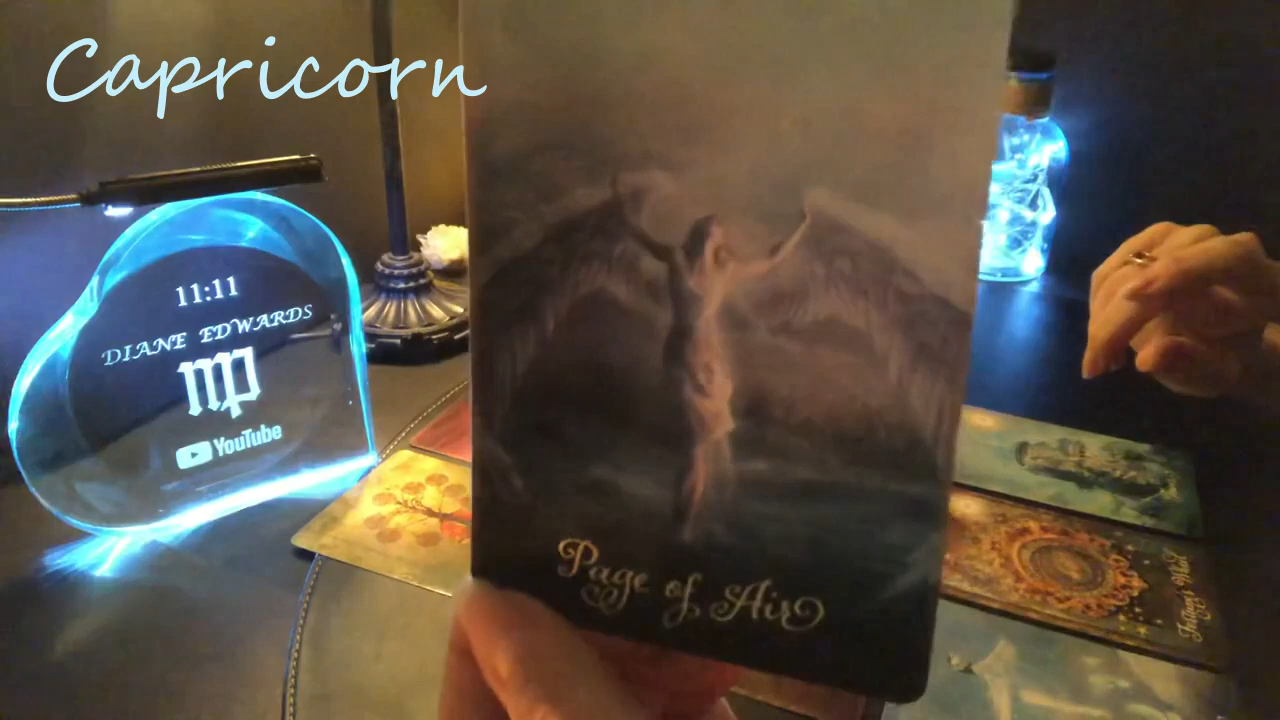 Capricorn
11:11
DIANE EDWARDS
YouTube
Page of Air